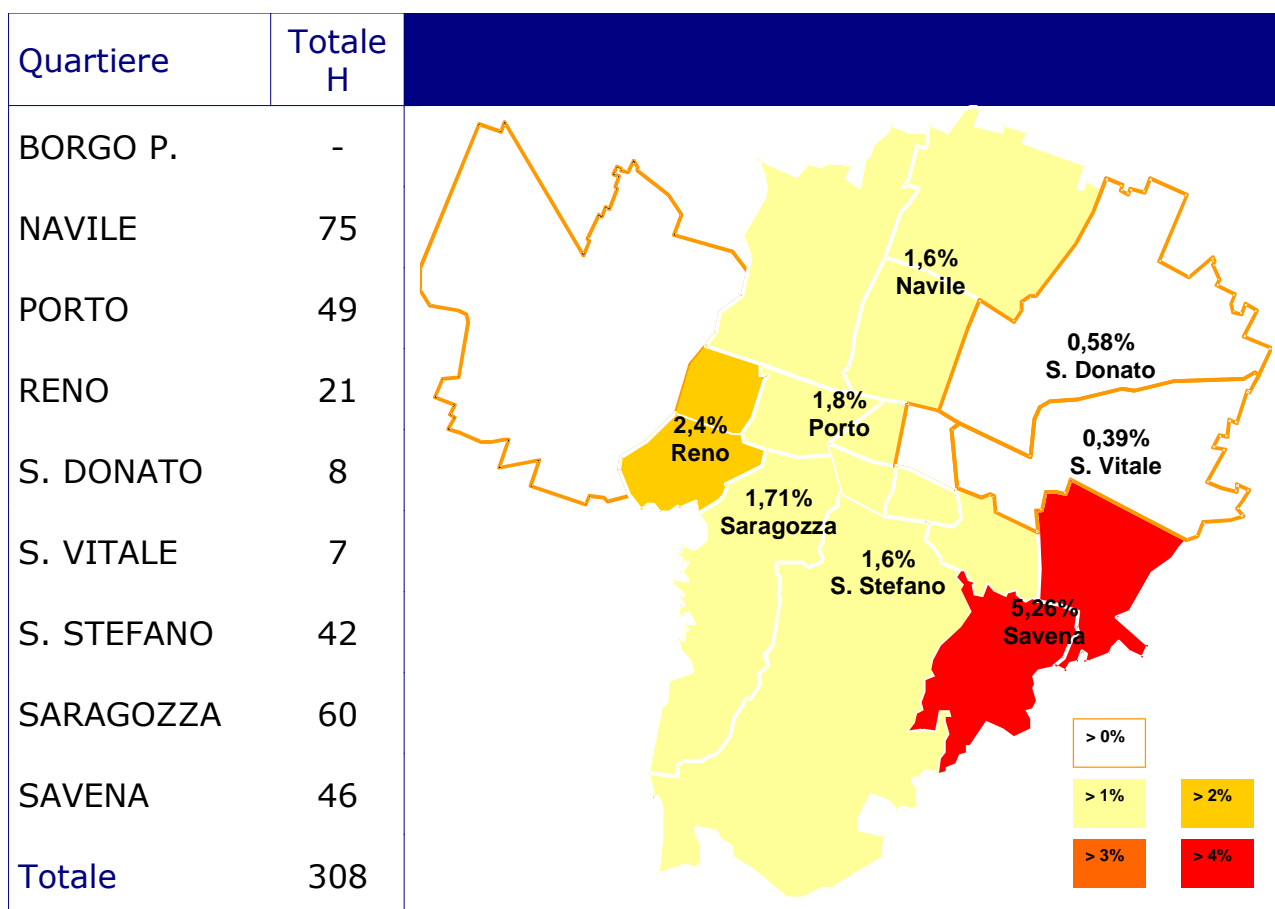 Quartiere
Totale
H
BORGO P.
-
NAVILE
75
PORTO
49
RENO
21
S. DONATO
8
S. VITALE
7
S. STEFANO
42
SARAGOZZA
60
SAVENA
46
Totale
308
1,6%
Navile
0,58%
S. Donato
1,8%
Porto
2,4%
Reno
0,39%
S. Vitale
1,71%
Saragozza
1,6%
S. Stefano
5,26%
Savena
> 0%
> 1%
> 2%
> 3%
> 4%